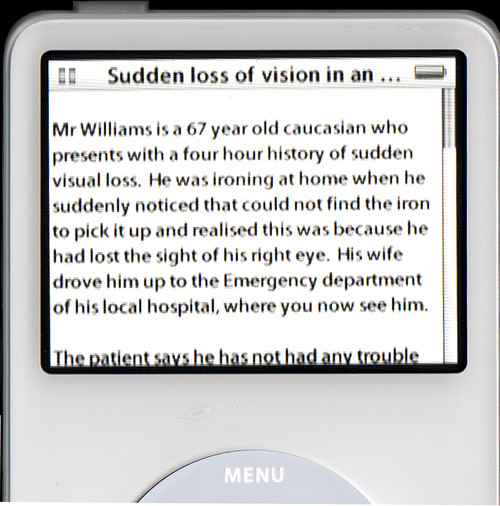 Sudden loss of vision in an ...
Mr Williams is a 67 year old caucasian who
presents with a four hour history of sudden
visual loss. He was ironing at home when he
suddenly noticed that could not find the iron
to pick it up and realised this was because he
had lost the sight of his right eye. His wife
drove him up to the Emergency department
of his local hospital, where you now see him.
The patient says he has not had any trouble
MENU